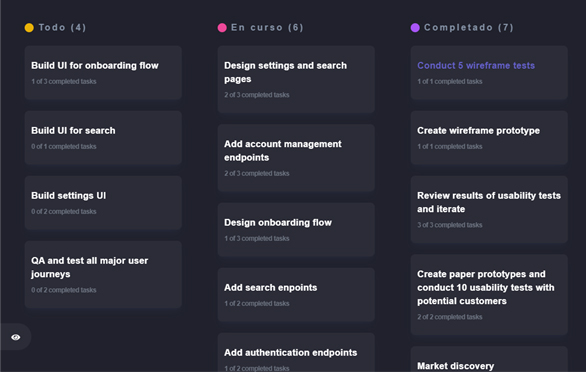 Todo (4)
Build UI for onboarding flow
1 of 3 completed tasks
Build UI for search
0 of 1 completed tasks
Build settings UI
0 of 2 completed tasks
QA and test all major user
journeys
0 of 2 completed tasks
En curso (6)
Design settings and search
pages
2 of 3 completed tasks
Add account management
endpoints
2 of 3 completed tasks
Design onboarding flow
1 of 3 completed tasks
Add search enpoints
1 of 2 completed tasks
Add authentication endpoints
1 of 2 completed tasks
Completado (7)
Conduct 5 wireframe tests
1 of 1 completed tasks
Create wireframe prototype
1 of 1 completed tasks
Review results of usability tests
and iterate
3 of 3 completed tasks
Create paper prototypes and
conduct 10 usability tests with
potential customers
2 of 2 completed tasks
Market discovery